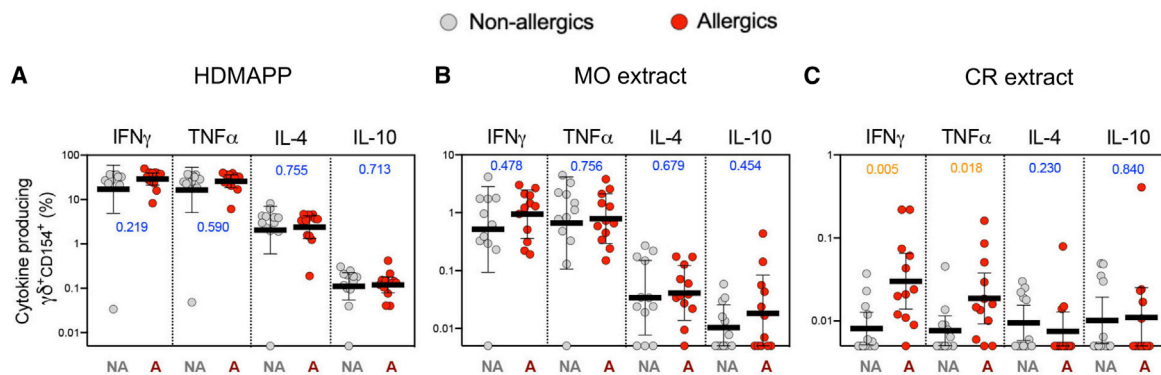 Non-allergics Allergics
A HDMAPP B MO extract C CR extract
IFNγ TNFα IL-4 IL-10 IFNγ TNFα IL-4 IL-10 IFNγ TNFα IL-4 IL-10
100 0.755 0.713 0.478 0.756 0.679 0.454 1 0.005 0.018 0.230 0.840
10 0.219 0.590 1 0.1
1 0.1
0.1 0.01 0.01
0.01
Cytokine producing
γδ⁺CD154⁺ (%)
NA A NA A NA A NA A NA A NA A NA A NA A NA A NA A NA A NA A